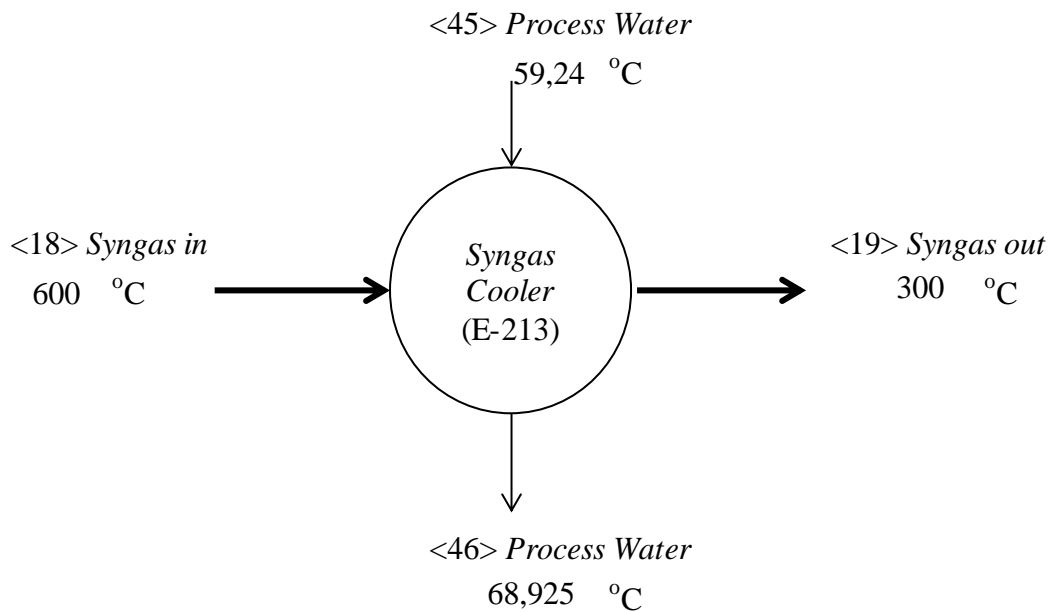 <45> Process Water
59,24 °C
<18> Syngas in
600 °C
Syngas
Cooler
(E-213)
<19> Syngas out
300 °C
<46> Process Water
68,925 °C